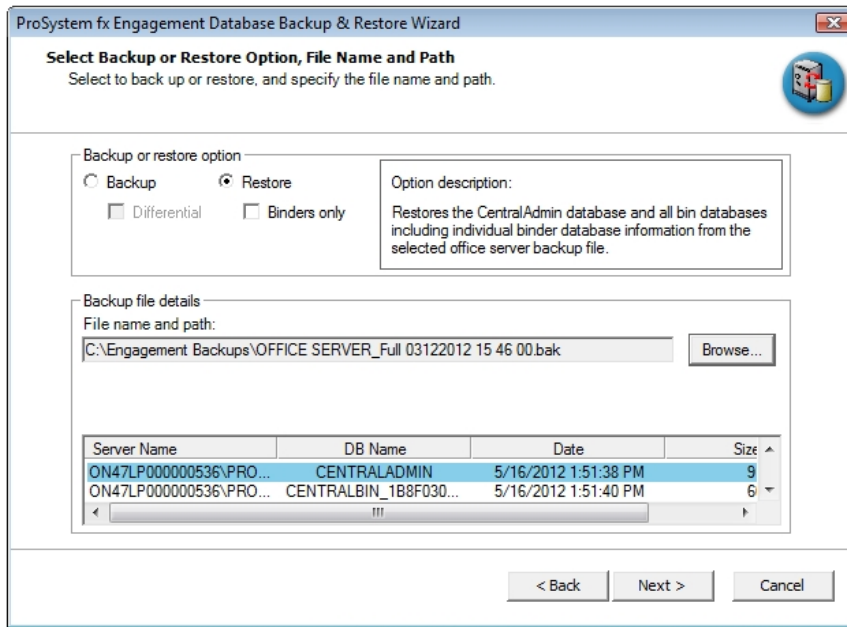 ProSystem fx Engagement Database Backup & Restore Wizard
Select Backup or Restore Option, File Name and Path
Select to back up or restore, and specify the file name and path.
Backup or restore option
Backup
Restore
Differential
Binders only
Option description:
Restores the CentralAdmin database and all bin databases
including individual binder database information from the
selected office server backup file.
Backup file details
File name and path:
C:\Engagement Backups\OFFICE SERVER_Full 03122012 15 46 00.bak
Browse...
Server Name DB Name Date Size
ON47LP000000536\PRO... CENTRALADMIN 5/16/2012 1:51:38 PM 9
ON47LP000000536\PRO... CENTRALBIN_1B8F030... 5/16/2012 1:51:40 PM
< Back Next > Cancel